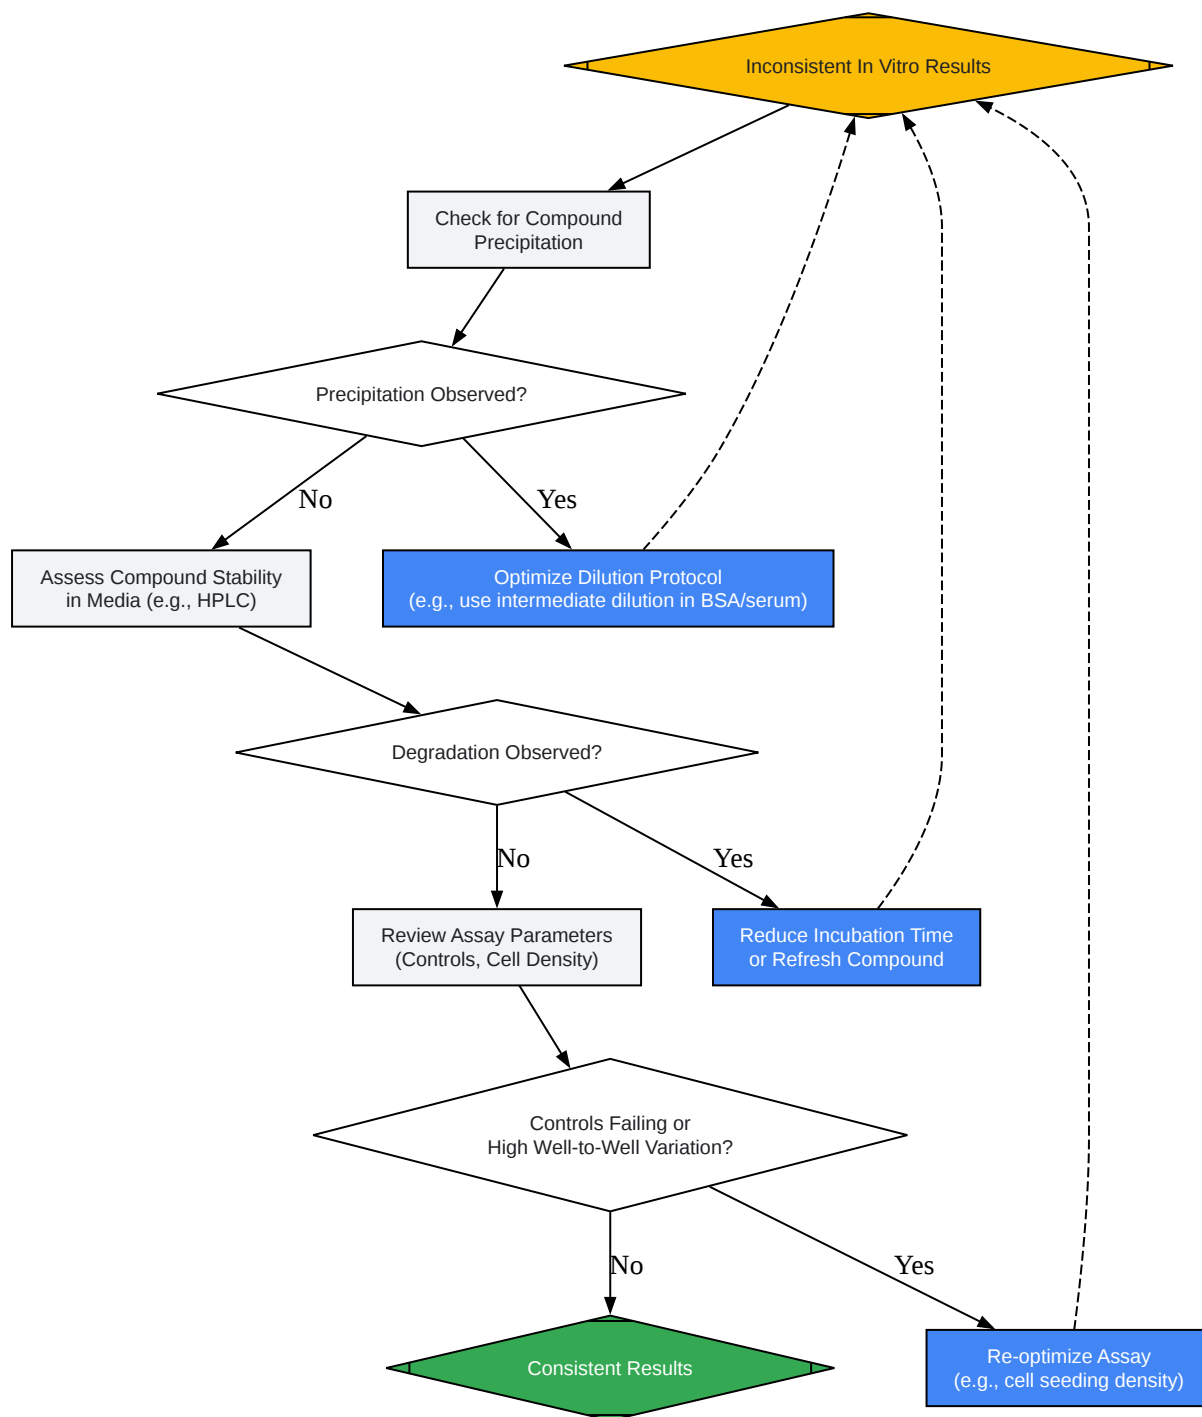 Inconsistent In Vitro Results
Check for Compound
Precipitation
Precipitation Observed?
No
Yes
Assess Compound Stability
in Media (e.g., HPLC)
Optimize Dilution Protocol
(e.g., use intermediate dilution in BSA/serum)
Degradation Observed?
No
Yes
Review Assay Parameters
(Controls, Cell Density)
Reduce Incubation Time
or Refresh Compound
Controls Failing or
High Well-to-Well Variation?
No
Yes
Consistent Results
Re-optimize Assay
(e.g., cell seeding density)